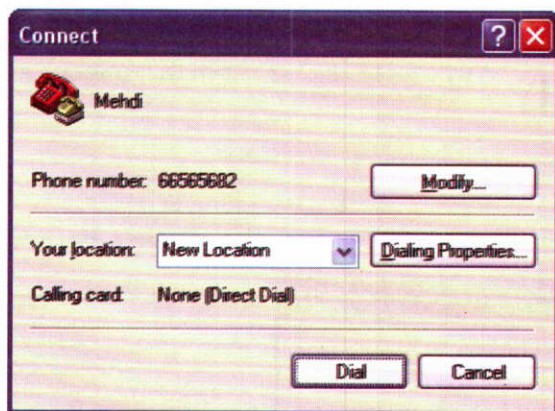 Connect
Mehdi
Phone number: 66565682 Modify...
Your location: New Location Dialing Properties...
Calling card: None (Direct Dial)
Dial Cancel